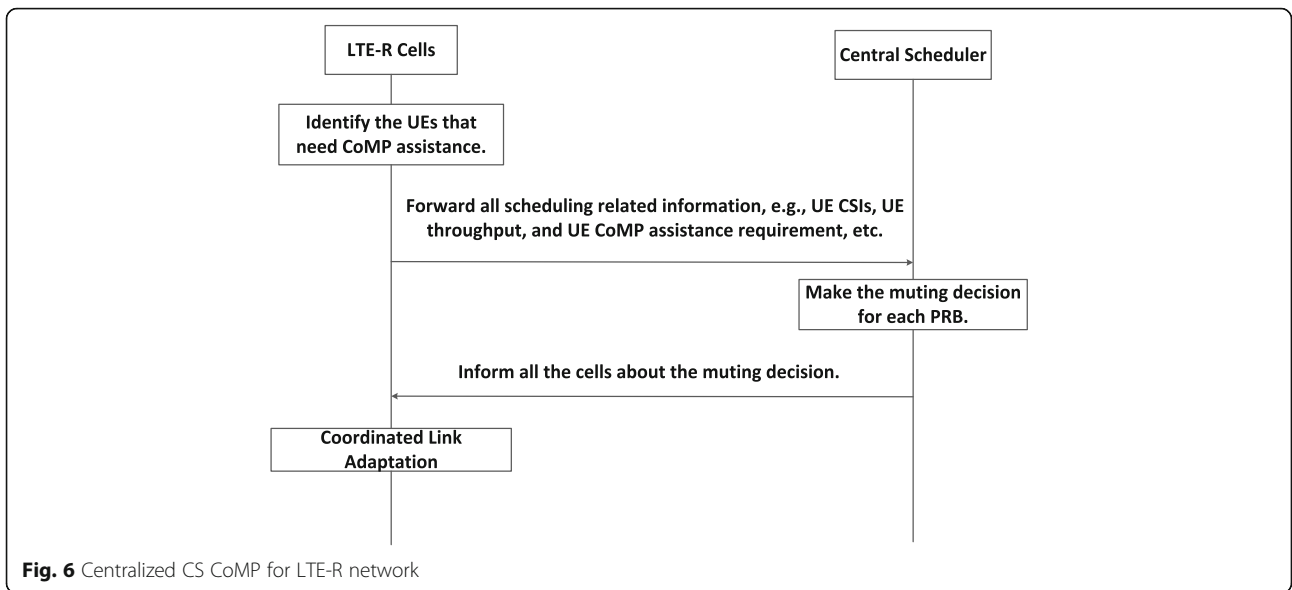 LTE-R Cells
Central Scheduler
Identify the UEs that
need CoMP assistance.
Forward all scheduling related information, e.g., UE CSIs, UE
throughput, and UE CoMP assistance requirement, etc.
Make the muting decision
for each PRB.
Inform all the cells about the muting decision.
Coordinated Link
Adaptation
Fig. 6 Centralized CS CoMP for LTE-R network